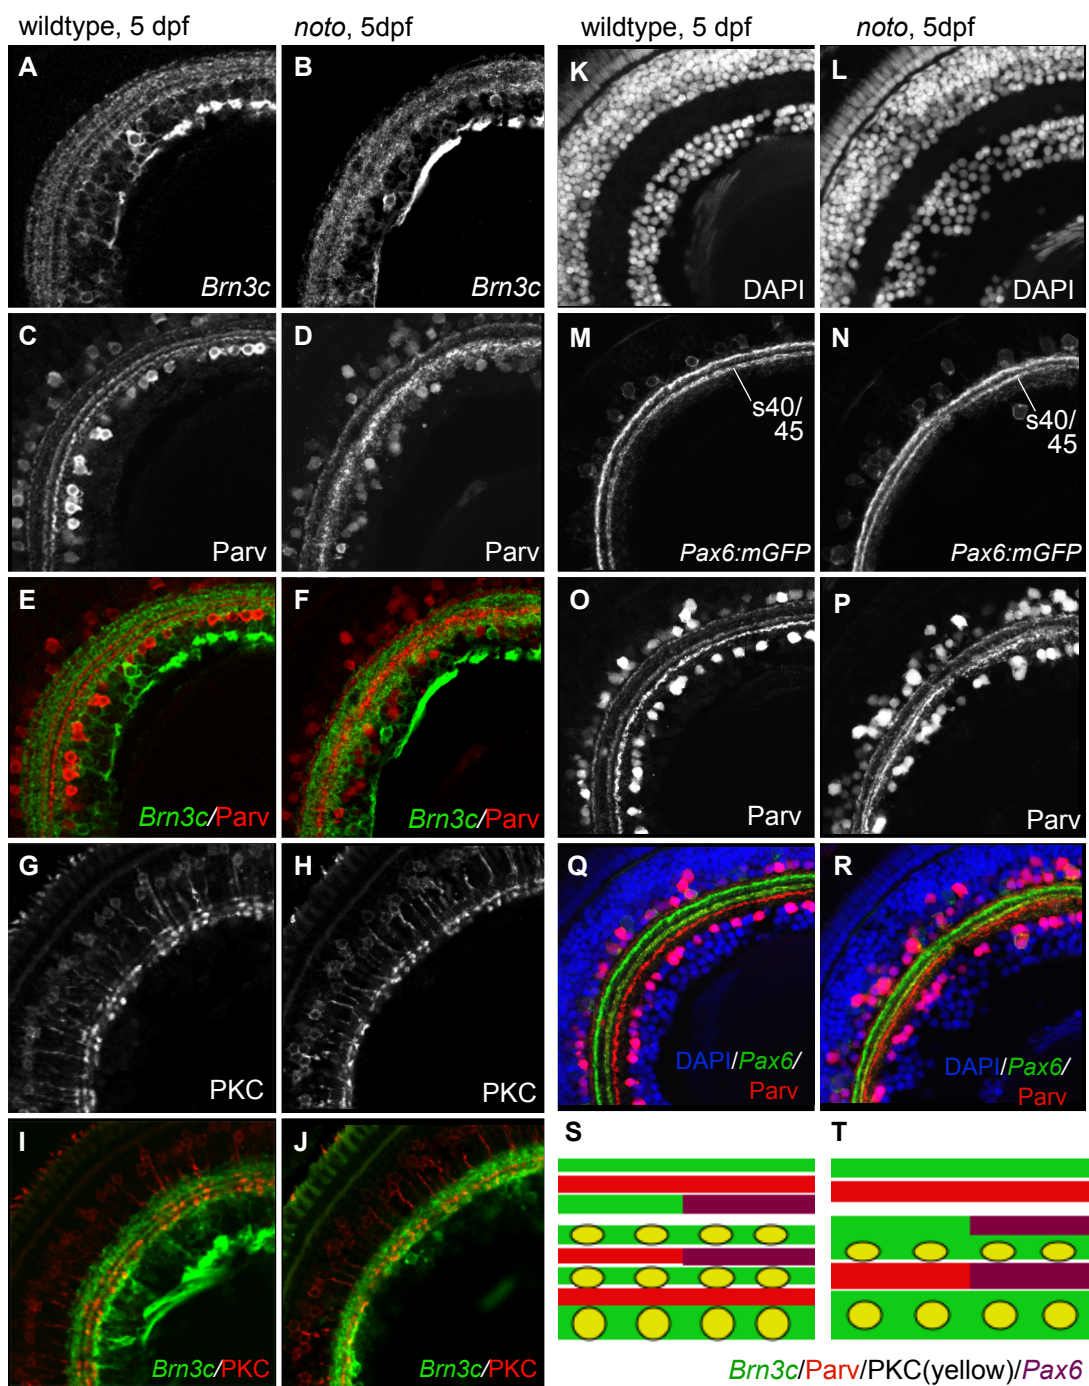 wildtype, 5 dpf
noto, 5dpf
wildtype, 5 dpf
noto, 5dpf
A
Brn3c
B
Brn3c
K
DAPI
L
DAPI
C
Parv
D
Parv
M
s40/
45
Pax6:mGFP
N
s40/
45
Pax6:mGFP
E
Brn3c/Parv
F
Brn3c/Parv
O
Parv
P
Parv
G
PKC
H
PKC
Q
DAPI/Pax6/
Parv
R
DAPI/Pax6/
Parv
I
Brn3c/PKC
J
Brn3c/PKC
S
T
Brn3c/Parv/PKC(yellow)/Pax6